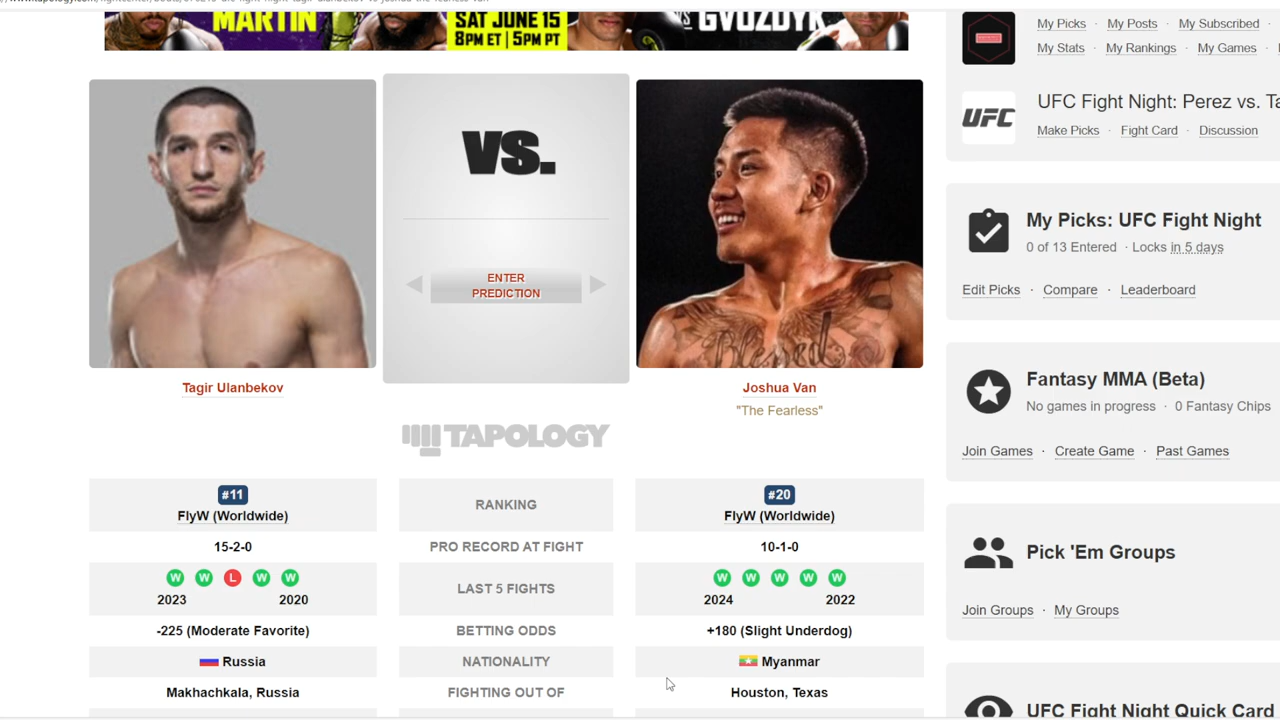 MARTIN
SAT JUNE 15
8PM ET | 5PM PT
GVOZDYK
My Picks · My Posts · My Subscribed ·
My Stats · My Rankings · My Games ·
UFC
UFC Fight Night: Perez vs. Ta
Make Picks · Fight Card · Discussion
VS.
ENTER
PREDICTION
Blessed
My Picks: UFC Fight Night
0 of 13 Entered · Locks in 5 days
Edit Picks · Compare · Leaderboard
Tagir Ulanbekov
Joshua Van
"The Fearless"
TAPOLOGY
Fantasy MMA (Beta)
No games in progress · 0 Fantasy Chips
Join Games · Create Game · Past Games
#11
FlyW (Worldwide)
RANKING
#20
FlyW (Worldwide)
15-2-0
PRO RECORD AT FIGHT
10-1-0
W W L W W
2023 2020
LAST 5 FIGHTS
W W W W W
2024 2022
-225 (Moderate Favorite)
BETTING ODDS
+180 (Slight Underdog)
Russia
NATIONALITY
Myanmar
Makhachkala, Russia
FIGHTING OUT OF
Houston, Texas
Pick 'Em Groups
Join Groups · My Groups
UFC Fight Night Quick Card